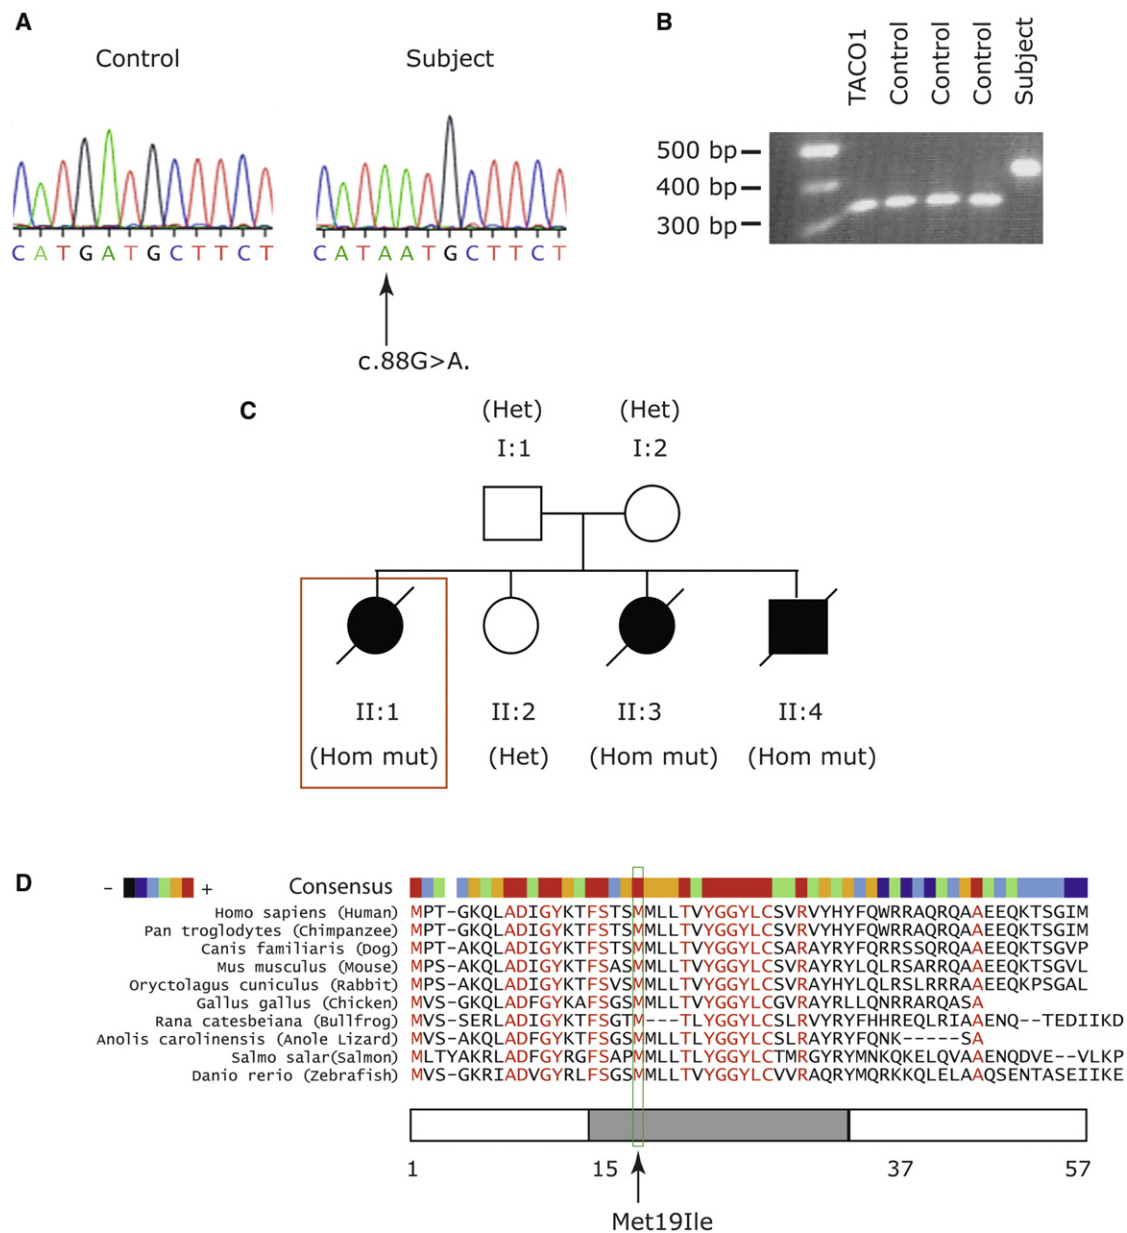 A
Control
Subject
C A T G A T G C T T C T
C A T A A T G C T T C T
c.88G>A.
B
TACO1
Control
Control
Control
Subject
500 bp
400 bp
300 bp
C
(Het) (Het)
I:1 I:2
II:1 II:2 II:3 II:4
(Hom mut) (Het) (Hom mut) (Hom mut)
D
– +
Consensus
Homo sapiens (Human) MPT-GKQLADIGYKTFSTSMMLLTVYGGYLCSVRVYHYFQWRRAQRQAAEEQKTSGIM
Pan troglodytes (Chimpanzee) MPT-GKQLADIGYKTFSTSMMLLTVYGGYLCSVRVYHYFQWRRAQRQAAEEQKTSGIM
Canis familiaris (Dog) MPT-AKQLADIGYKTFSTSMMLLTVYGGYLCSARAYRYFQRRSSQRQAAEEQKTSGVP
Mus musculus (Mouse) MPS-AKQLADIGYKTFSASMMLLTVYGGYLCSVRAYRYLQLRSARRQAAEEQKTSGVL
Oryctolagus cuniculus (Rabbit) MPS-AKQLADIGYKTFSVSMMLLTVYGGYLCSVRAYRYLQLRSLRRRAAEEQKPSGAL
Gallus gallus (Chicken) MVS-GKQLADFGYKAFSGSMMLLTVYGGYLCGVRAYRLLQNRRARQASA
Rana catesbeiana (Bullfrog) MVS-SERLADIGYKTFSGTM---TLYGGYLCSLRVYRYFHHREQLRIAAENQ--TEDIIKD
Anolis carolinensis (Anole Lizard) MVS-AKQLADFGYKTFSGSMMLLTLYGGYLCSLRAYRYFQNK-----SA
Salmo salar(Salmon) MLTYAKRLADFGYRGFSAPMMLLTVYGGYLCTMRGYRYMNKQKELQVAAENQDVE--VLKP
Danio rerio (Zebrafish) MVS-GKRIADVGYRLFSGSMMLLTVYGGYLCVVRAQRYMQRKKQLELAAQSENTASEIIKE
1 15 37 57
Met19Ile